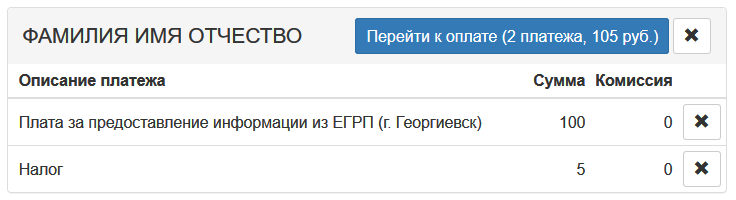 ФАМИЛИЯ ИМЯ ОТЧЕСТВО Перейти к оплате (2 платежа, 105 руб.) ✖
Описание платежа Сумма Комиссия
Плата за предоставление информации из ЕГРП (г. Георгиевск) 100 0 ✖
Налог 5 0 ✖